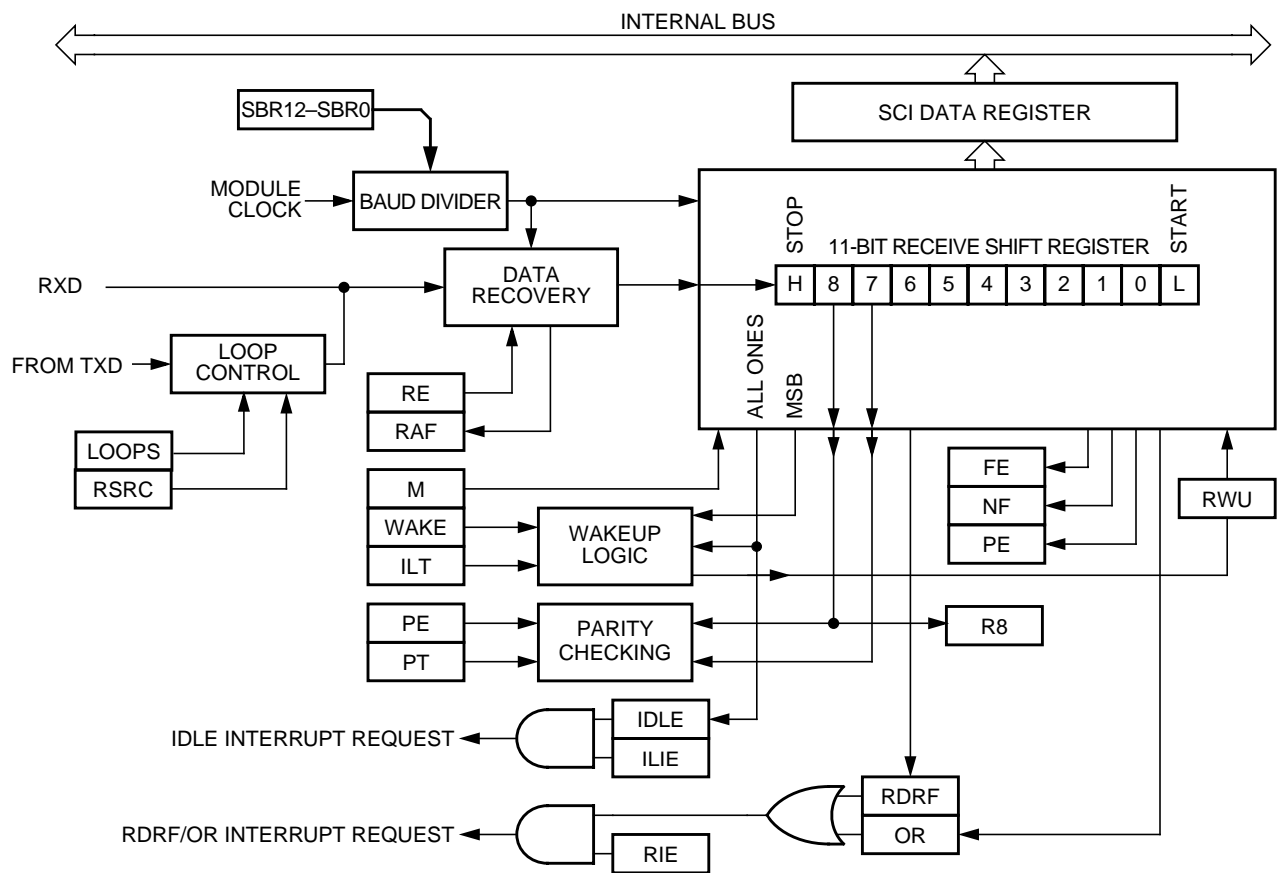 INTERNAL BUS
SBR12–SBR0
SCI DATA REGISTER
MODULE
CLOCK
BAUD DIVIDER
STOP
11-BIT RECEIVE SHIFT REGISTER
START
H 8 7 6 5 4 3 2 1 0 L
RXD
DATA
RECOVERY
FROM TXD
LOOP
CONTROL
ALL ONES
MSB
RE
RAF
LOOPS
RSRC
M
WAKE
ILT
WAKEUP
LOGIC
FE
NF
PE
RWU
PE
PT
PARITY
CHECKING
R8
IDLE INTERRUPT REQUEST
IDLE
ILIE
RDRF/OR INTERRUPT REQUEST
RIE
RDRF
OR